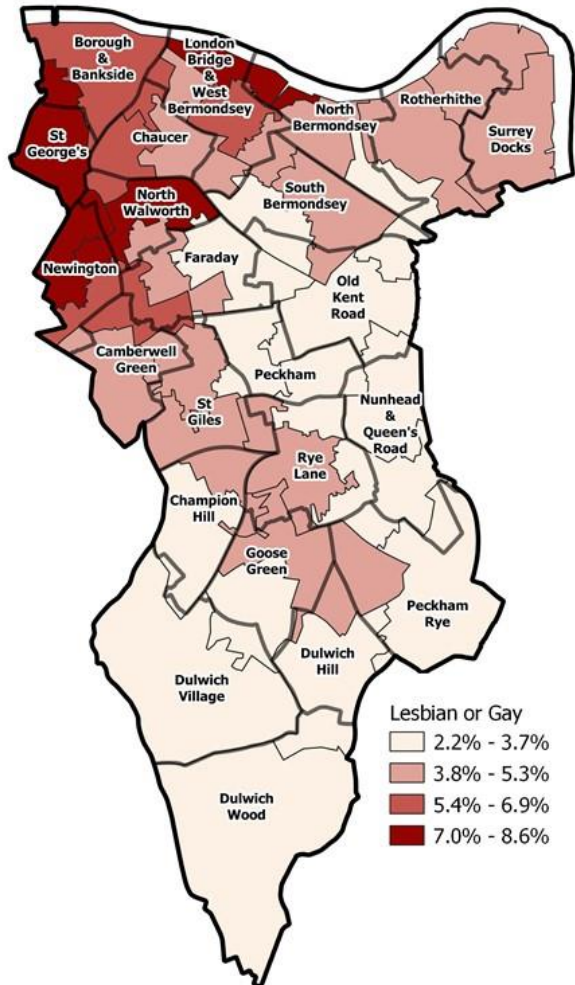 Borough
&
Bankside
London
Bridge
&
West
Bermondsey
North
Bermondsey
Rotherhithe
Surrey
Docks
St
George's
Chaucer
North
Walworth
South
Bermondsey
Newington
Faraday
Old
Kent
Road
Camberwell
Green
Peckham
St
Giles
Nunhead
&
Queen's
Road
Rye
Lane
Champion
Hill
Goose
Green
Peckham
Rye
Dulwich
Hill
Dulwich
Village
Dulwich
Wood
Lesbian or Gay
2.2% - 3.7%
3.8% - 5.3%
5.4% - 6.9%
7.0% - 8.6%